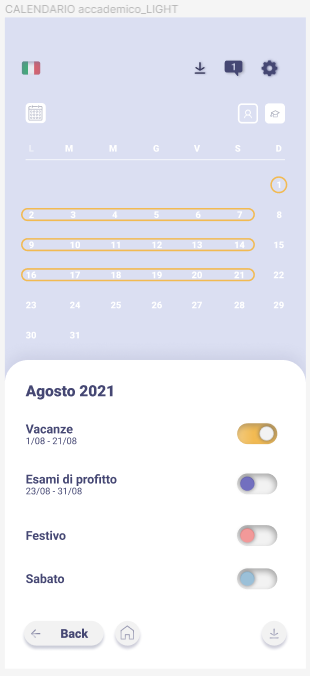 CALENDARIO accademico_LIGHT
1
L M M G V S D
1
2 3 4 5 6 7 8
9 10 11 12 13 14 15
16 17 18 19 20 21 22
23 24 25 26 27 28 29
30 31
Agosto 2021
Vacanze
1/08 - 21/08
Esami di profitto
23/08 - 31/08
Festivo
Sabato
Back